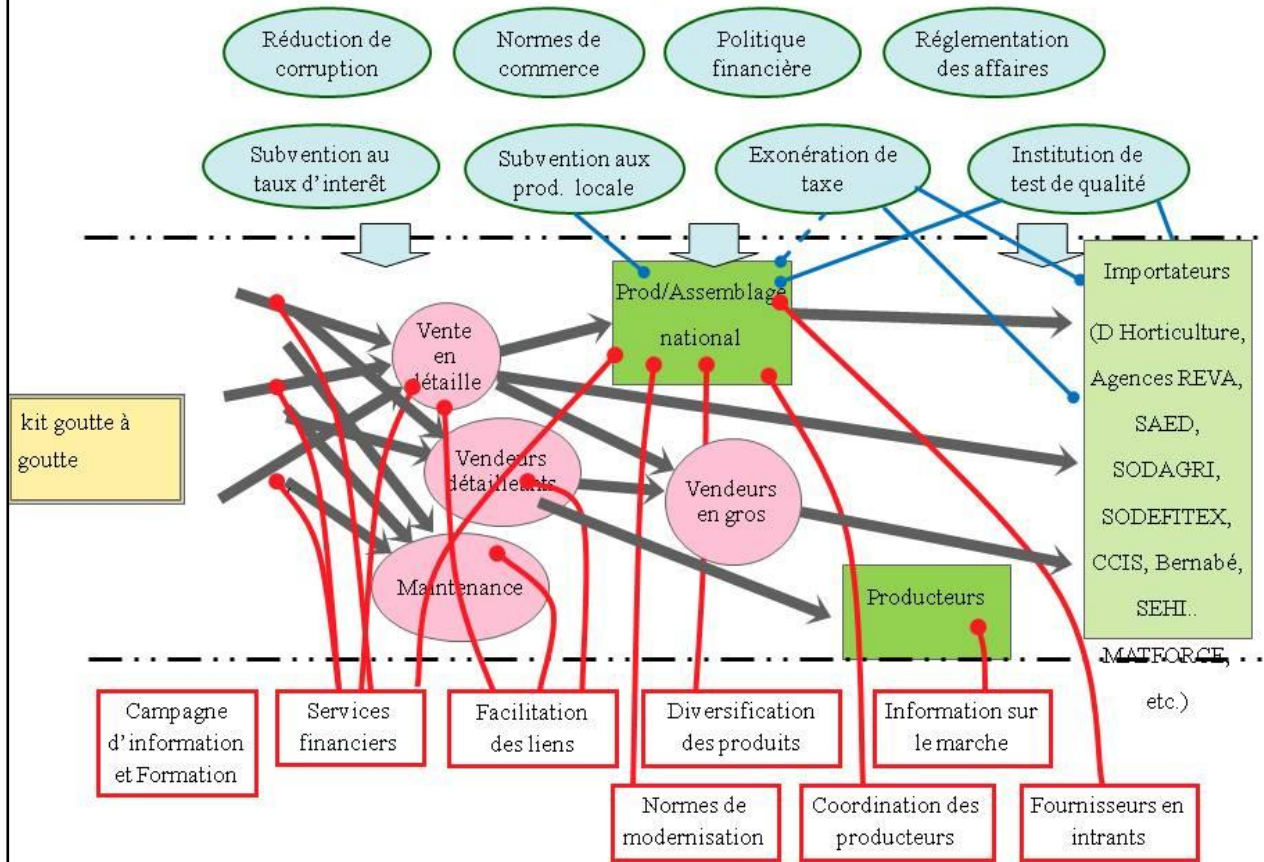 Réduction de
corruption
Normes de
commerce
Politique
financière
Réglementation
des affaires
Subvention au
taux d'interêt
Subvention aux
prod. locale
Exonération de
taxe
Institution de
test de qualité
Importateurs
(D Horticulture,
Agences REVA,
SAED,
SODAGRI,
SODEFITEX,
CCIS, Bernabé,
SEHI..
MATFORCE,
etc.)
Prod/Assemblage
national
Vente
en
détaille
kit goutte à
goutte
Vendeurs
détailleants
Vendeurs
en gros
Maintenance
Producteurs
Campagne
d'information
et Formation
Services
financiers
Facilitation
des liens
Diversification
des produits
Information sur
le marche
Normes de
modernisation
Coordination des
producteurs
Fournisseurs en
intrants